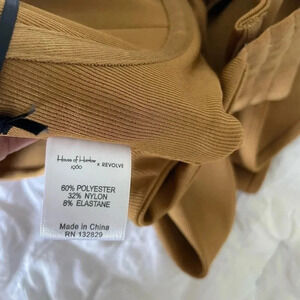 House of Harlow
1960 x REVOLVE
60% POLYESTER
32% NYLON
8% ELASTANE
Made in China
RN 132829